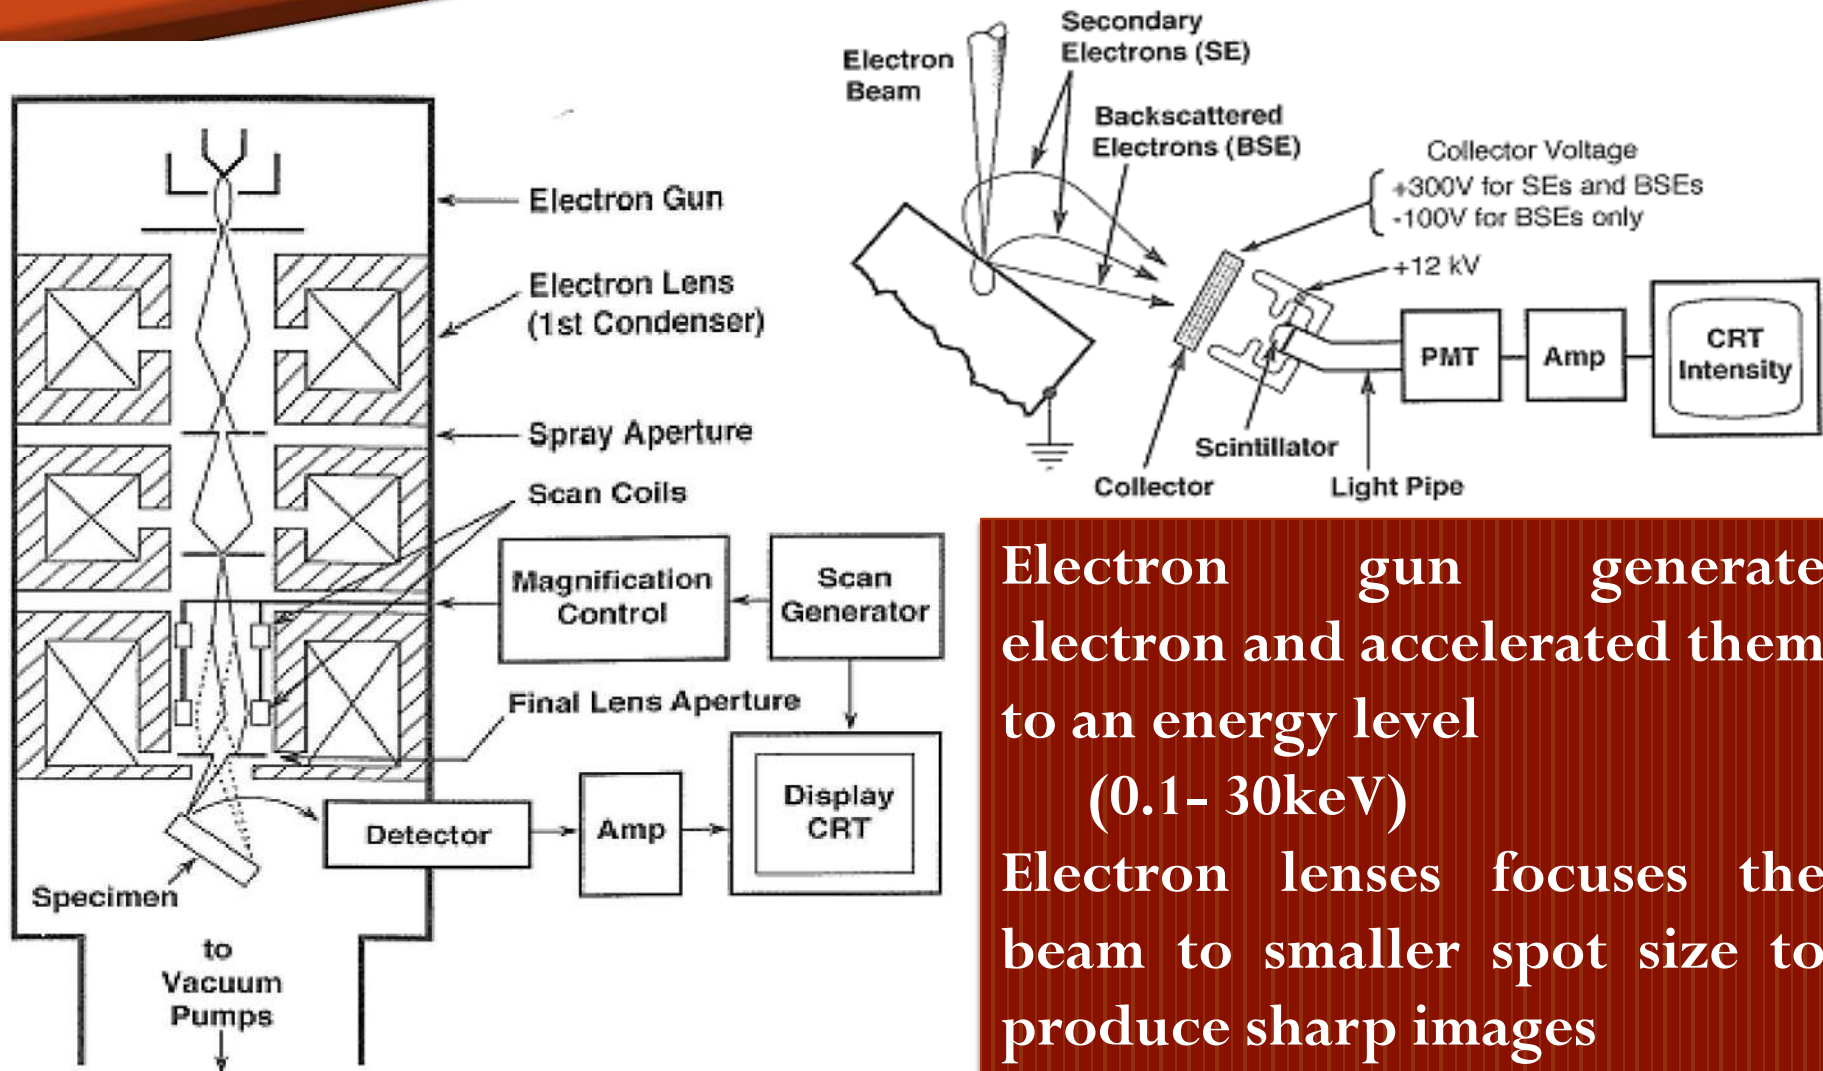 Electron Gun
Electron Lens
(1st Condenser)
Spray Aperture
Scan Coils
Magnification
Control
Scan
Generator
Final Lens Aperture
Display
CRT
Amp
Detector
Specimen
to
Vacuum
Pumps
Electron
Beam
Secondary
Electrons (SE)
Backscattered
Electrons (BSE)
Collector Voltage
+300V for SEs and BSEs
-100V for BSEs only
+12 kV
PMT
Amp
CRT
Intensity
Scintillator
Collector
Light Pipe
Electron gun generate
electron and accelerated them
to an energy level
(0.1- 30keV)
Electron lenses focuses the
beam to smaller spot size to
produce sharp images